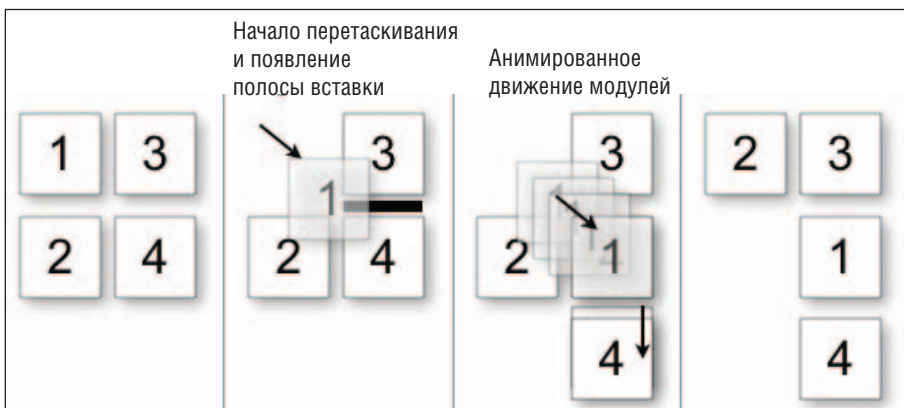 Начало перетаскивания
и появление
полосы вставки
Анимированное
движение модулей
1 3
2 4
3
1
2 4
3
1
2 1
4
2 3
1
4